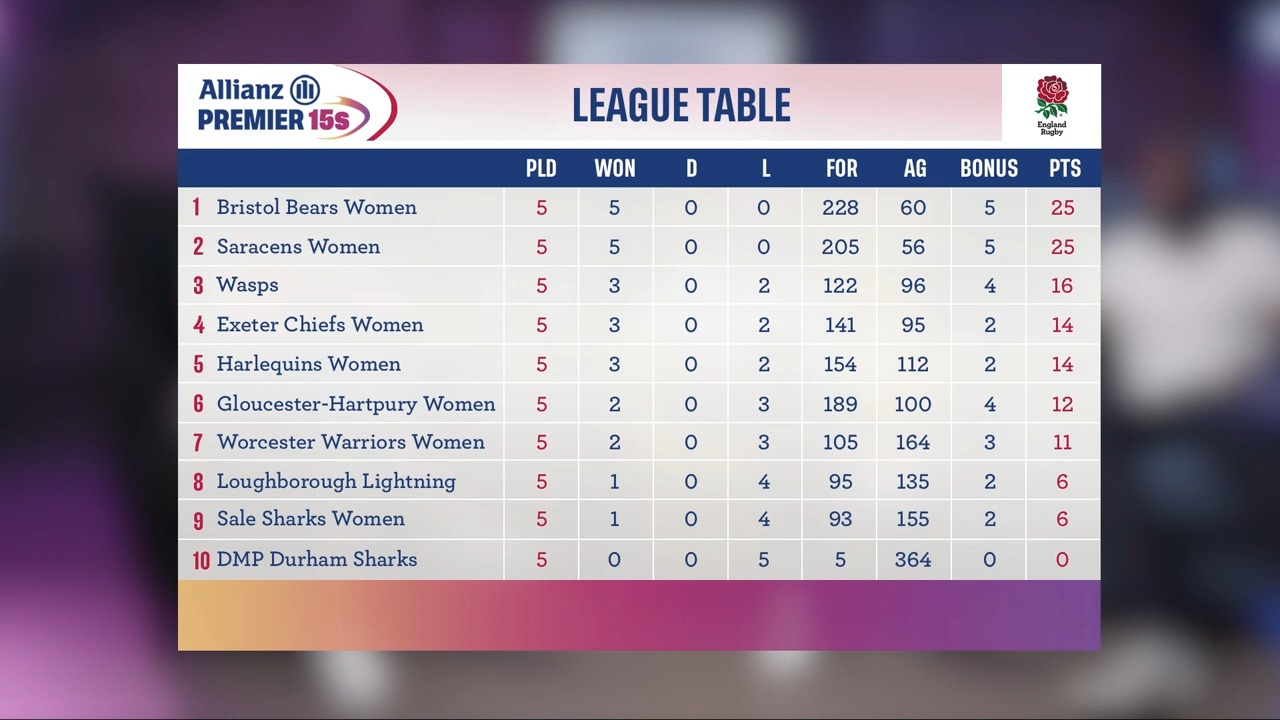 Allianz
PREMIER 15s
LEAGUE TABLE
England
Rugby
PLD WON D L FOR AG BONUS PTS
1 Bristol Bears Women 5 5 0 0 228 60 5 25
2 Saracens Women 5 5 0 0 205 56 5 25
3 Wasps 5 3 0 2 122 96 4 16
4 Exeter Chiefs Women 5 3 0 2 141 95 2 14
5 Harlequins Women 5 3 0 2 154 112 2 14
6 Gloucester-Hartpury Women 5 2 0 3 189 100 4 12
7 Worcester Warriors Women 5 2 0 3 105 164 3 11
8 Loughborough Lightning 5 1 0 4 95 135 2 6
9 Sale Sharks Women 5 1 0 4 93 155 2 6
10 DMP Durham Sharks 5 0 0 5 5 364 0 0